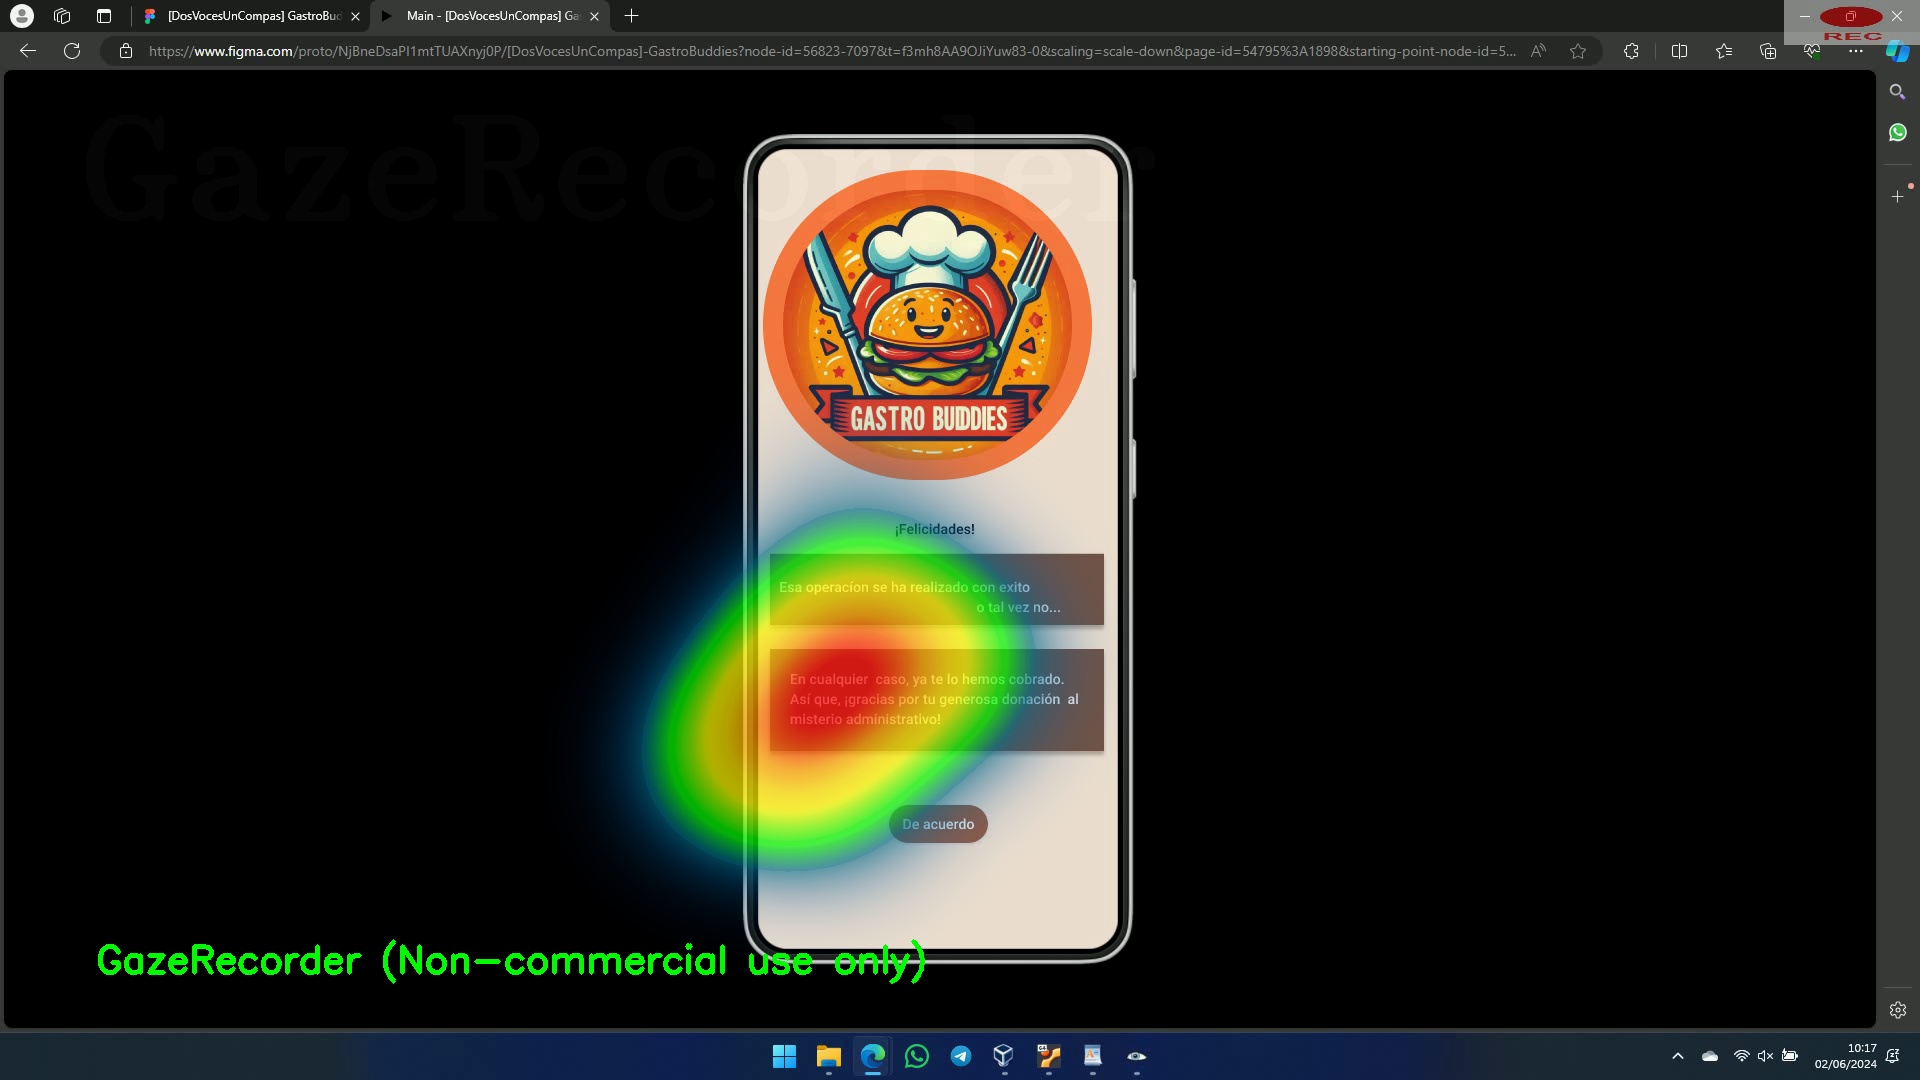 [DosVocesUnCompas] GastroBud
Main - [DosVocesUnCompas] Ga
REC
https://www.figma.com/proto/NjBneDsaPI1mtTUAXnyj0P/[DosVocesUnCompas]-GastroBuddies?node-id=56823-7097&t=f3mh8AA9OJiYuw83-0&scaling=scale-down&page-id=54795%3A1898&starting-point-node-id=5...
GazeRecorder
GASTRO BUDDIES
¡Felicidades!
Esa operacíon se ha realizado con exito
o tal vez no...
En cualquier caso, ya te lo hemos cobrado.
Así que, ¡gracias por tu generosa donación al
misterio administrativo!
De acuerdo
GazeRecorder (Non-commercial use only)
10:17
02/06/2024